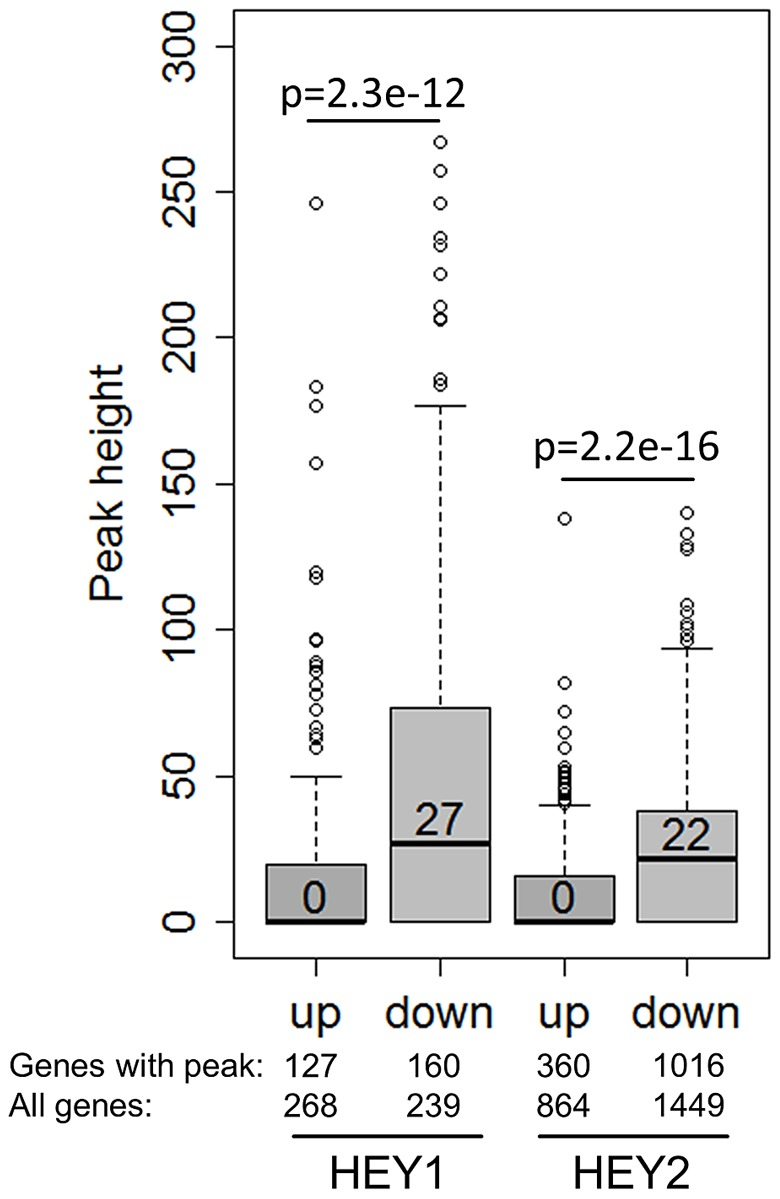 300
250
200
150
100
50
0
Peak height
p=2.3e-12
p=2.2e-16
0
27
0
22
up down up down
Genes with peak: 127 160 360 1016
All genes: 268 239 864 1449
HEY1 HEY2